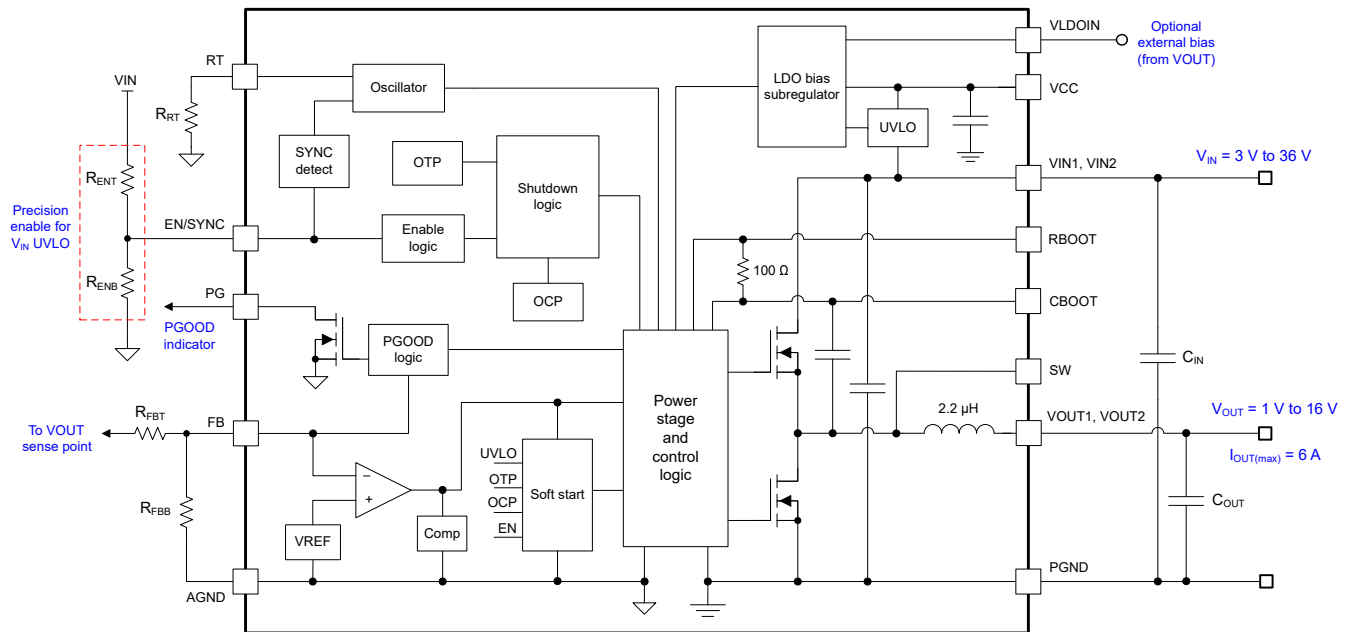 VLDOIN
Optional
external bias
(from VOUT)
RT
VIN
Oscillator
LDO bias
subregulator
VCC
RRT
UVLO
SYNC
detect
OTP
Shutdown
logic
VIN1, VIN2
VIN = 3 V to 36 V
RENT
Precision
enable for
VIN UVLO
EN/SYNC
Enable
logic
RBOOT
100 Ω
RENB
PG
OCP
CBOOT
PGOOD
indicator
PGOOD
logic
CIN
SW
Power
stage
and
control
logic
2.2 µH
VOUT1, VOUT2
VOUT = 1 V to 16 V
RFBT
FB
To VOUT
sense point
IOUT(max) = 6 A
UVLO
OTP
OCP
EN
Soft start
−
+
RFBB
COUT
VREF
Comp
AGND
PGND